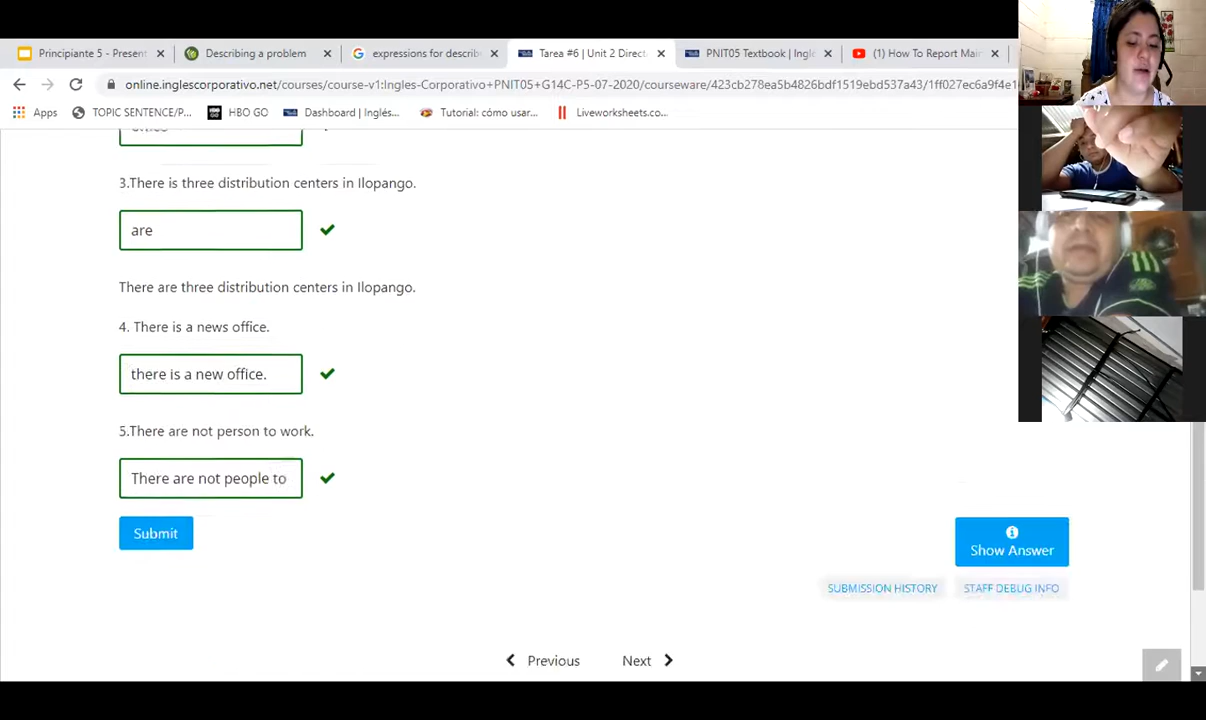 Principiante 5 - Present
Describing a problem
expressions for describ
Tarea #6 | Unit 2 Direct
PNIT05 Textbook | Ingle
(1) How To Report Main
online.inglescorporativo.net/courses/course-v1:Ingles-Corporativo+PNIT05+G14C-P5-07-2020/courseware/423cb278ea5b4826bdf1519ebd537a43/1ff027ec6a9f4e1
Apps
TOPIC SENTENCE/P...
HBO GO
Dashboard | Inglés...
Tutorial: cómo usar...
Liveworksheets.co...
office
3.There is three distribution centers in Ilopango.
are
There are three distribution centers in Ilopango.
4. There is a news office.
there is a new office.
5.There are not person to work.
There are not people to
Submit
Show Answer
SUBMISSION HISTORY
STAFF DEBUG INFO
Previous
Next